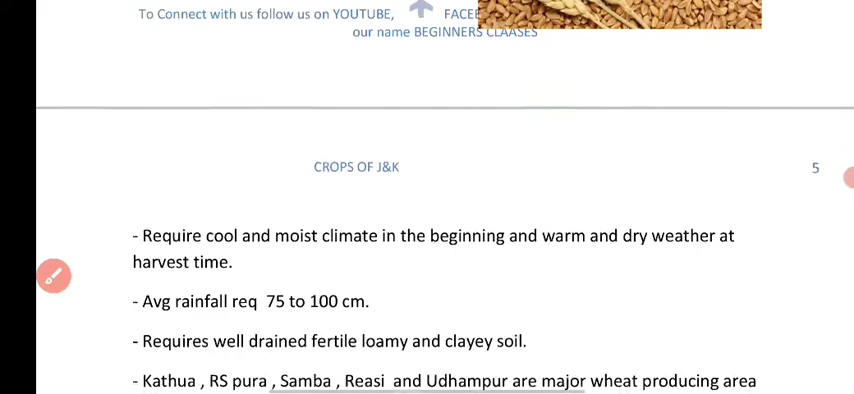 To Connect with us follow us on YOUTUBE,
our name BEGINNERS CLAASES
CROPS OF J&K 5
- Require cool and moist climate in the beginning and warm and dry weather at
harvest time.
- Avg rainfall req 75 to 100 cm.
- Requires well drained fertile loamy and clayey soil.
- Kathua , RS pura , Samba , Reasi and Udhampur are major wheat producing area